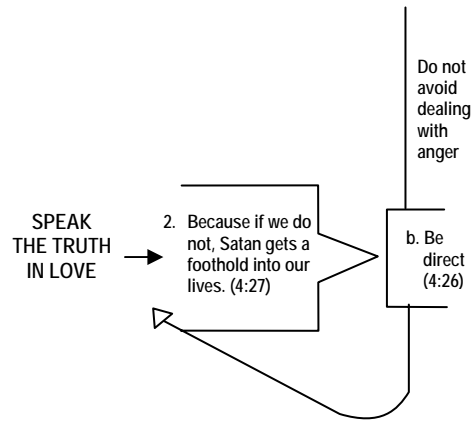 Do not
avoid
dealing
with
anger
SPEAK
THE TRUTH
IN LOVE
2. Because if we do
not, Satan gets a
foothold into our
lives. (4:27)
b. Be
direct
(4:26)